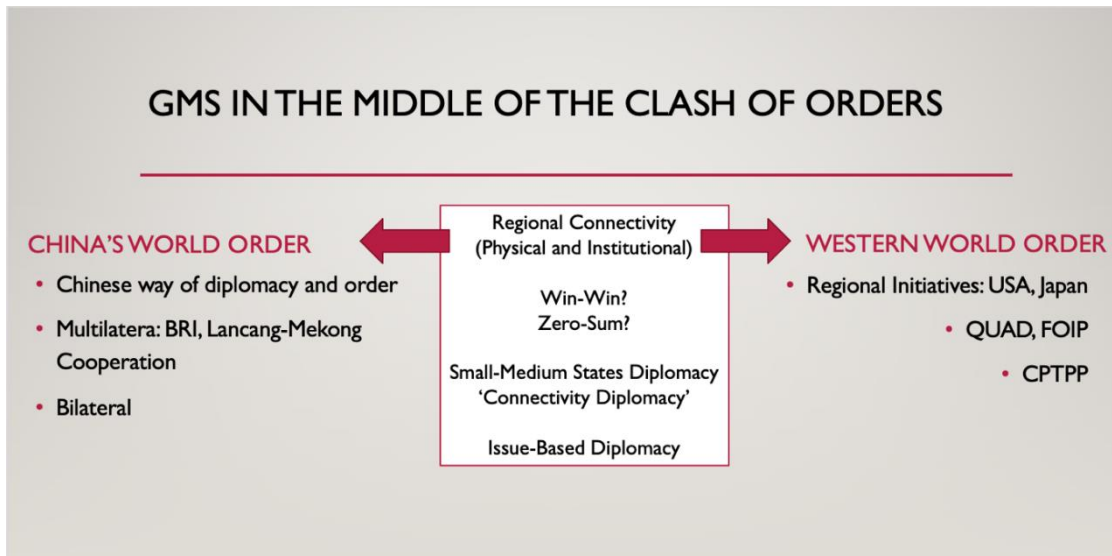 GMS IN THE MIDDLE OF THE CLASH OF ORDERS
CHINA'S WORLD ORDER
• Chinese way of diplomacy and order
• Multilatera: BRI, Lancang-Mekong
Cooperation
• Bilateral
Regional Connectivity
(Physical and Institutional)
Win-Win?
Zero-Sum?
Small-Medium States Diplomacy
‘Connectivity Diplomacy’
Issue-Based Diplomacy
WESTERN WORLD ORDER
• Regional Initiatives: USA, Japan
• QUAD, FOIP
• CPTPP